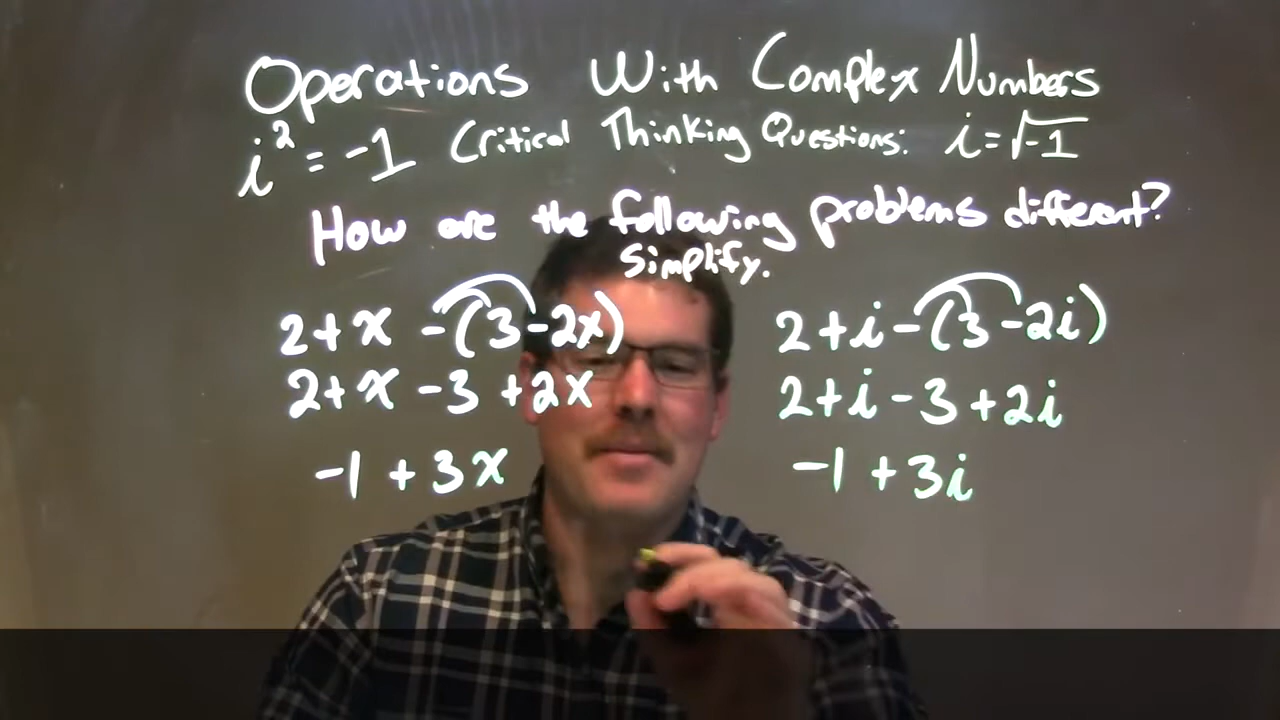 Operations With Complex Numbers
i² = -1 Critical Thinking Questions: i = √-1
How are the following problems different?
Simplify.
2 + x - (3 - 2x)
2 + x - 3 + 2x
-1 + 3x
2 + i - (3 - 2i)
2 + i - 3 + 2i
-1 + 3i